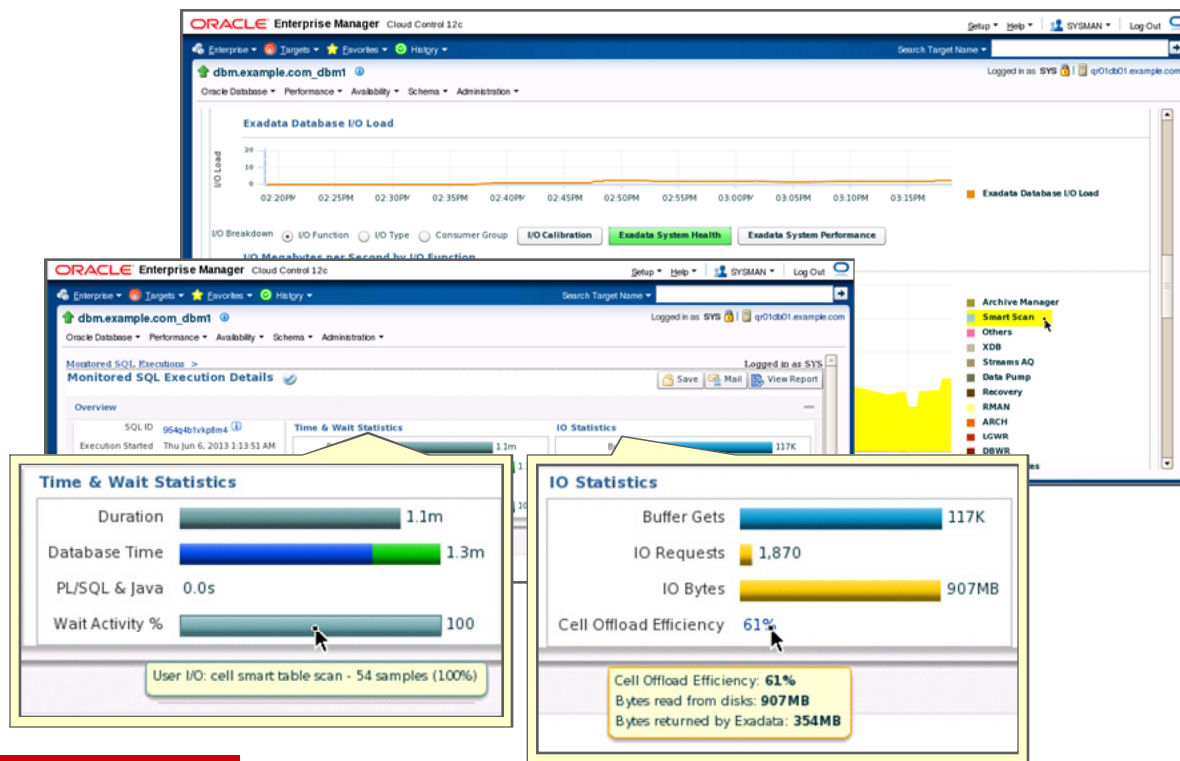 ORACLE Enterprise Manager Cloud Control 12c
Setup Help SYSMAN Log Out
Enterprise Targets Favorites History
Search Target Name
dbm.example.com_dbm1
Logged in as SYS qr01db01.example.com
Oracle Database Performance Availability Schema Administration
Exadata Database I/O Load
I/O Load
20
10
0
02:20PM 02:25PM 02:30PM 02:35PM 02:40PM 02:45PM 02:50PM 02:55PM 03:00PM 03:05PM 03:10PM 03:15PM
Exadata Database I/O Load
I/O Breakdown I/O Function I/O Type Consumer Group I/O Calibration Exadata System Health Exadata System Performance
I/O Megabytes per Second by I/O Function
Archive Manager
Smart Scan
Others
XDB
Streams AQ
Data Pump
Recovery
RMAN
ARCH
LGWR
DBWR
ORACLE Enterprise Manager Cloud Control 12c
Setup Help SYSMAN Log Out
Enterprise Targets Favorites History
Search Target Name
dbm.example.com_dbm1
Logged in as SYS qr01db01.example.com
Oracle Database Performance Availability Schema Administration
Monitored SQL Executions >
Logged in as SYS
Monitored SQL Execution Details
Save Mail View Report
Overview
SQL ID 954q4b1vkp8m4
Execution Started Thu Jun 6, 2013 1:13:51 AM
Time & Wait Statistics
1.1m
IO Statistics
117K
Time & Wait Statistics
Duration 1.1m
Database Time 1.3m
PL/SQL & Java 0.0s
Wait Activity % 100
User I/O: cell smart table scan - 54 samples (100%)
IO Statistics
Buffer Gets 117K
IO Requests 1,870
IO Bytes 907MB
Cell Offload Efficiency 61%
Cell Offload Efficiency: 61%
Bytes read from disks: 907MB
Bytes returned by Exadata: 354MB